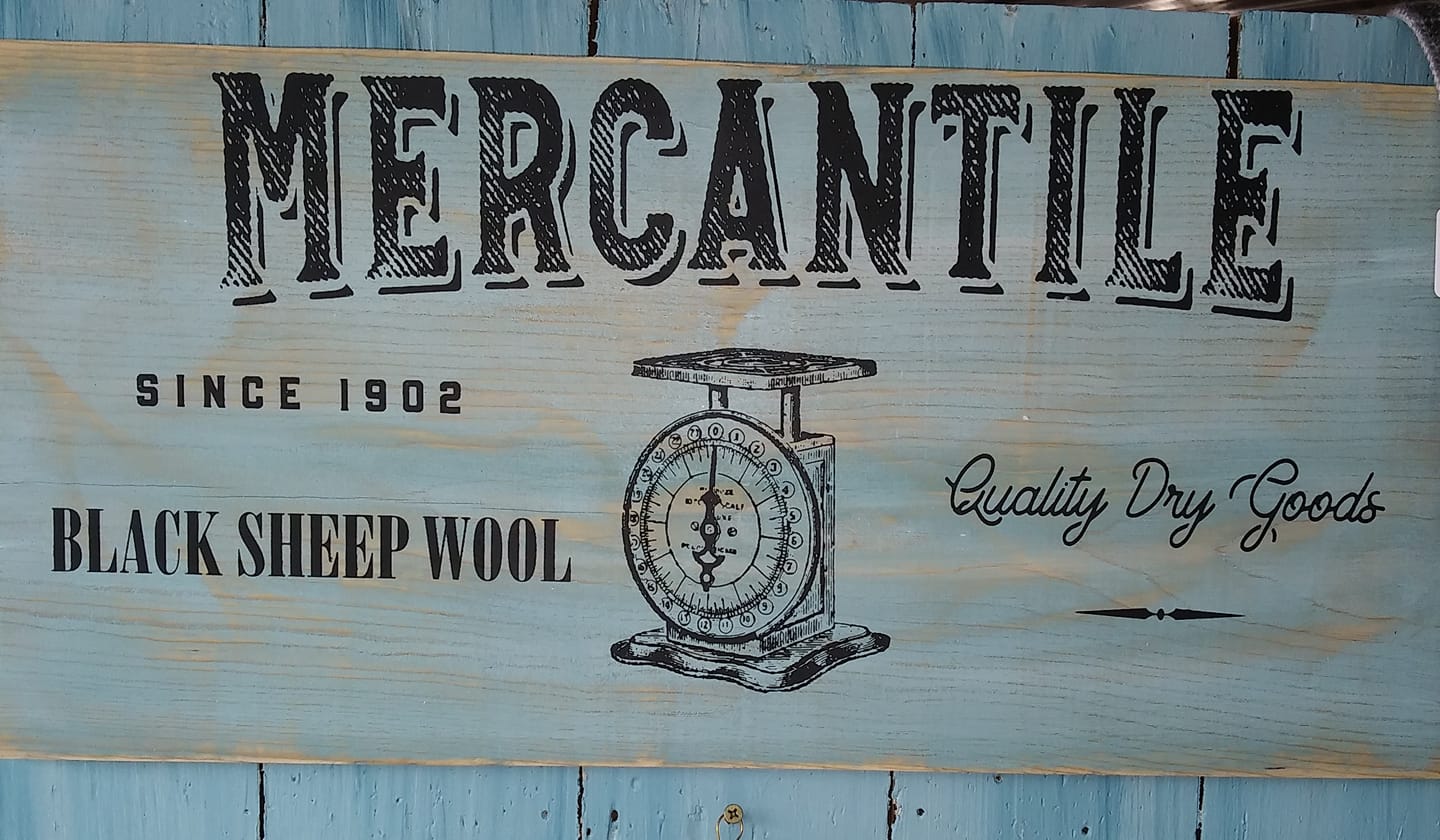 MERCANTILE
SINCE 1902
BLACK SHEEP WOOL
Quality Dry Goods